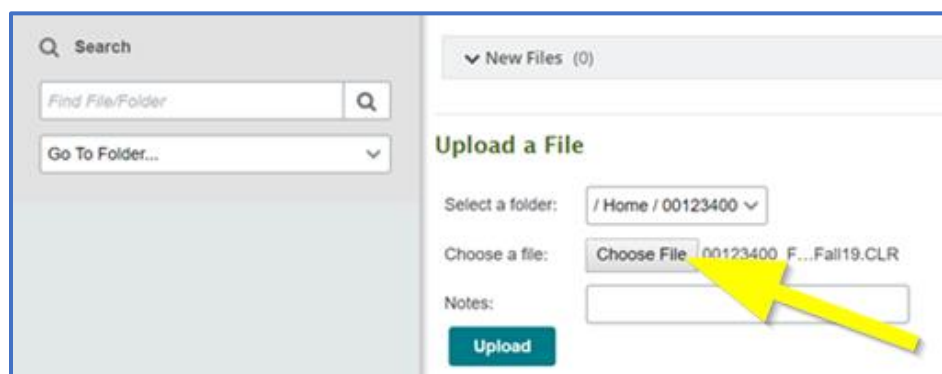 Search
Find File/Folder
Go To Folder...
New Files (0)
Upload a File
Select a folder: / Home / 00123400
Choose a file: Choose File 00123400_F...Fall19.CLR
Notes:
Upload